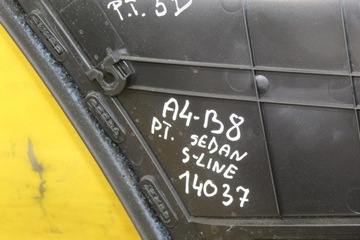 P.T. 5D
A4-B8
P.T. SEDAN
S-LINE
14037